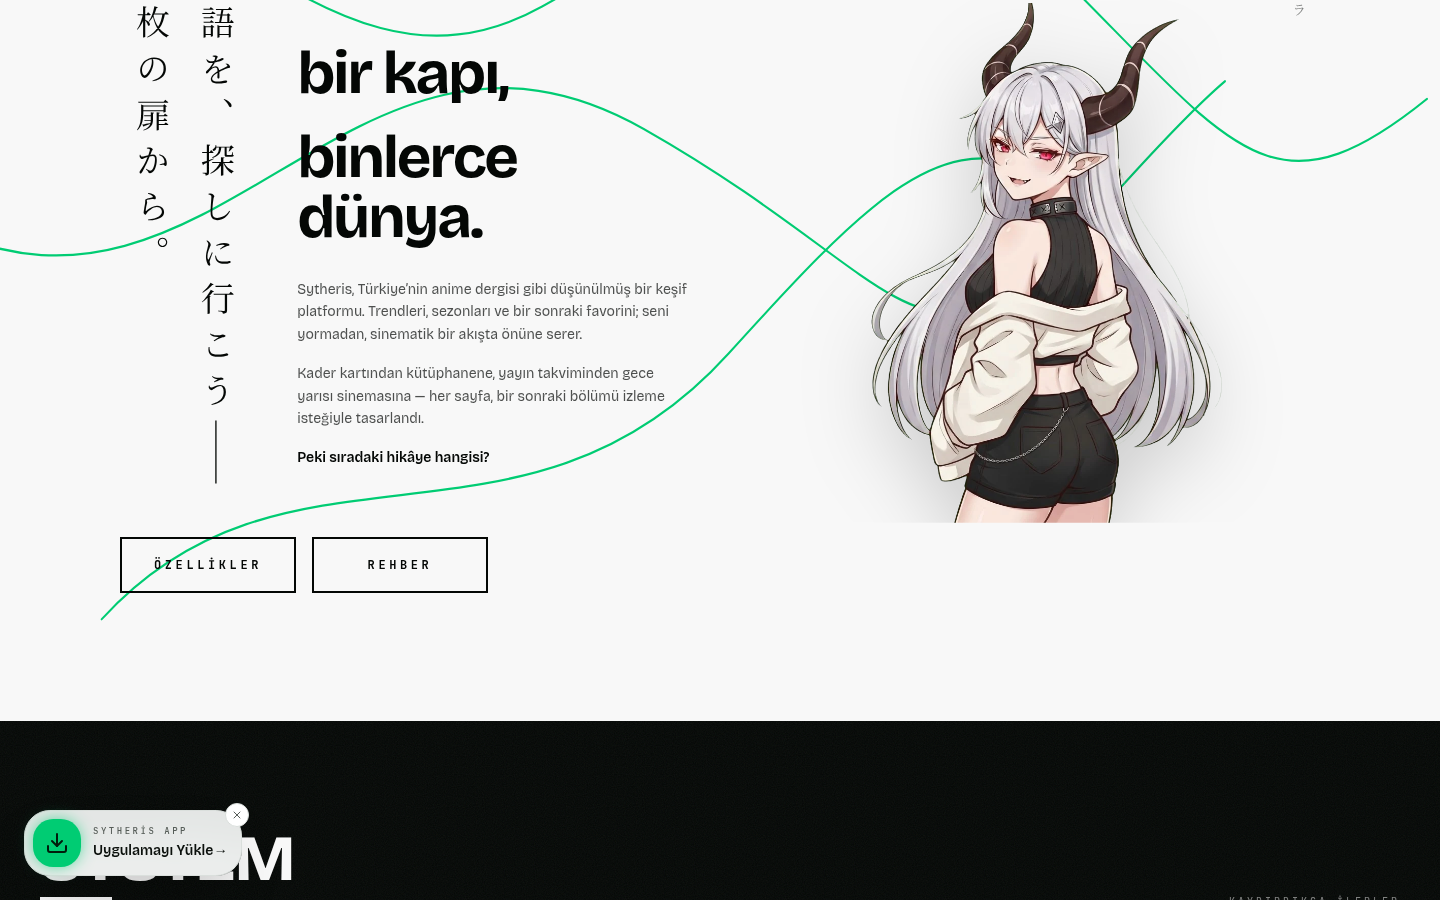 語を、探しに行こう——
枚の扉から。
ラ
bir kapı,
binlerce
dünya.
Sytheris, Türkiye'nin anime dergisi gibi düşünülmüş bir keşif
platformu. Trendleri, sezonları ve bir sonraki favorini; seni
yormadan, sinematik bir akışta önüne serer.
Kader kartından kütüphanene, yayın takviminden gece
yarısı sinemasına — her sayfa, bir sonraki bölümü izleme
isteğiyle tasarlandı.
Peki sıradaki hikâye hangisi?
ÖZELLİKLER
REHBER
SYTHERİS APP
Uygulamayı Yükle→